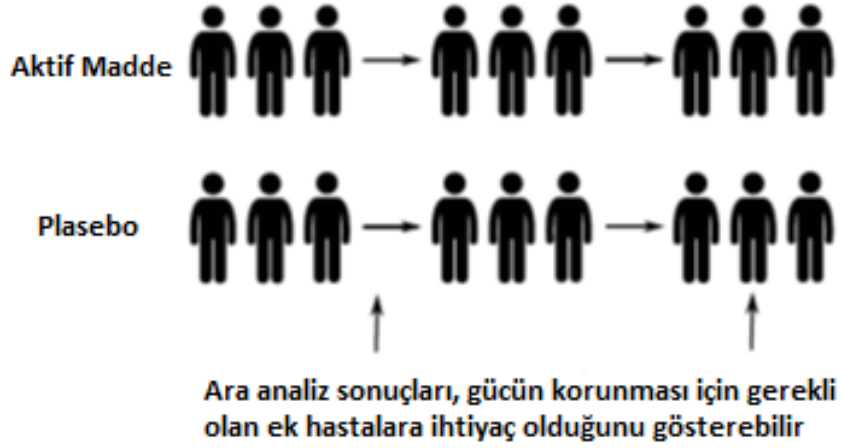 Aktif Madde
Plasebo
Ara analiz sonuçları, gücün korunması için gerekli
olan ek hastalara ihtiyaç olduğunu gösterebilir